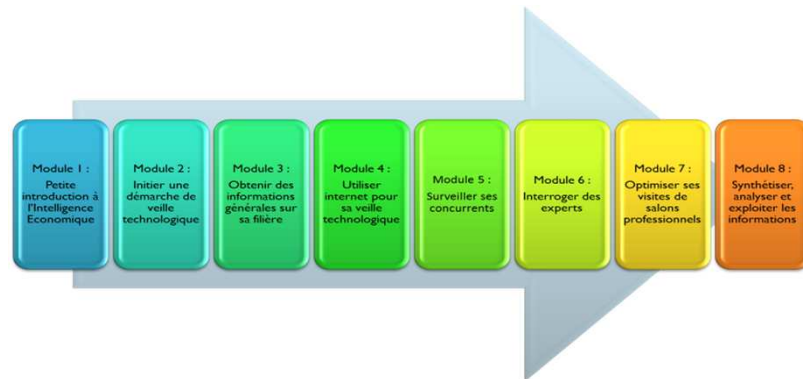 Module 1 :
Petite
introduction à
l'Intelligence
Economique
Module 2 :
Initier une
démarche de
veille
technologique
Module 3 :
Obtenir des
informations
générales sur
sa filière
Module 4 :
Utiliser
internet pour
sa veille
technologique
Module 5 :
Surveiller ses
concurrents
Module 6 :
Interroger des
experts
Module 7 :
Optimiser ses
visites de
salons
professionnels
Module 8 :
Synthétiser,
analyser et
exploiter les
informations